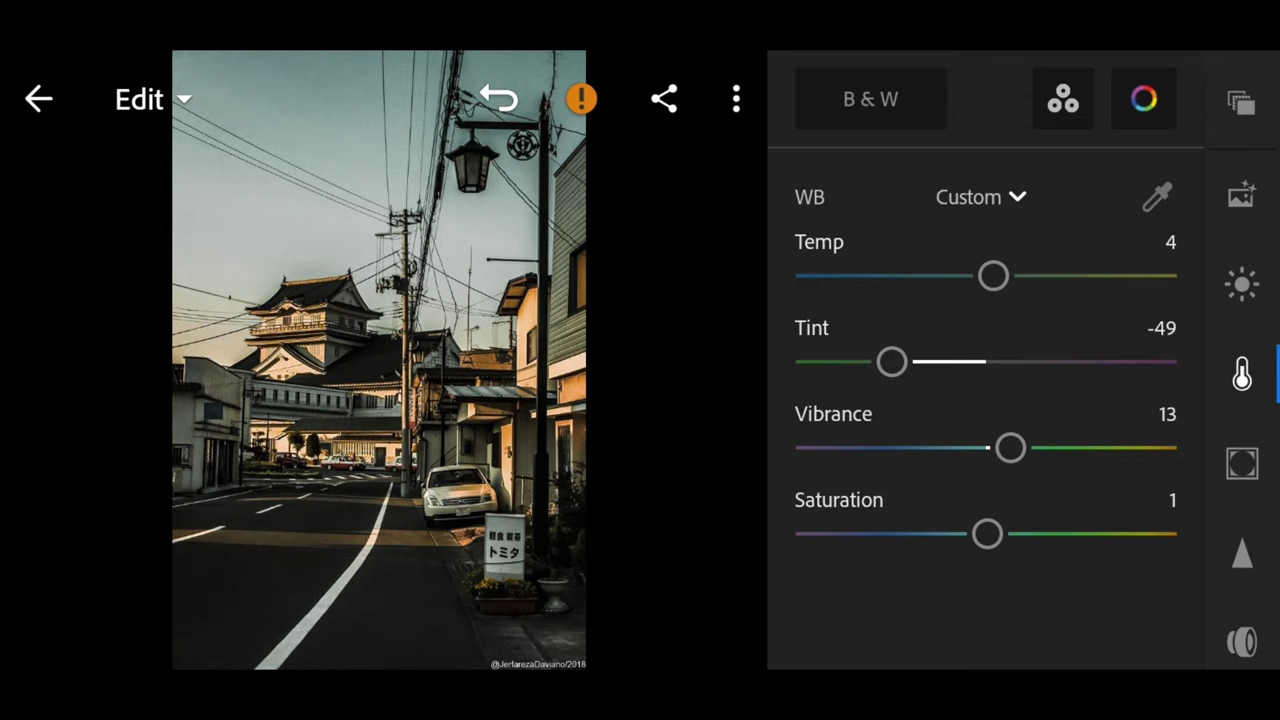 Edit
B & W
WB Custom
Temp 4
Tint -49
Vibrance 13
Saturation 1
軽食 喫茶
トミタ
@JerfarezaDaviano/2018